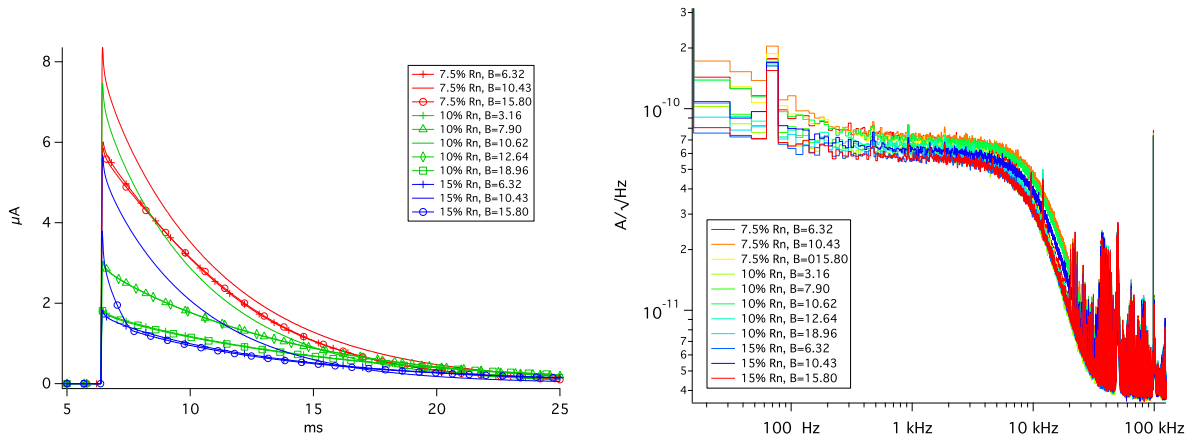 8
6
4
2
0
µA
5
10
15
20
25
ms
7.5% Rn, B=6.32
7.5% Rn, B=10.43
7.5% Rn, B=15.80
10% Rn, B=3.16
10% Rn, B=7.90
10% Rn, B=10.62
10% Rn, B=12.64
10% Rn, B=18.96
15% Rn, B=6.32
15% Rn, B=10.43
15% Rn, B=15.80
3
2
10-10
7
6
5
4
3
2
10-11
8
7
6
5
4
A/√Hz
100 Hz
1 kHz
10 kHz
100 kHz
7.5% Rn, B=6.32
7.5% Rn, B=10.43
7.5% Rn, B=015.80
10% Rn, B=3.16
10% Rn, B=7.90
10% Rn, B=10.62
10% Rn, B=12.64
10% Rn, B=18.96
15% Rn, B=6.32
15% Rn, B=10.43
15% Rn, B=15.80